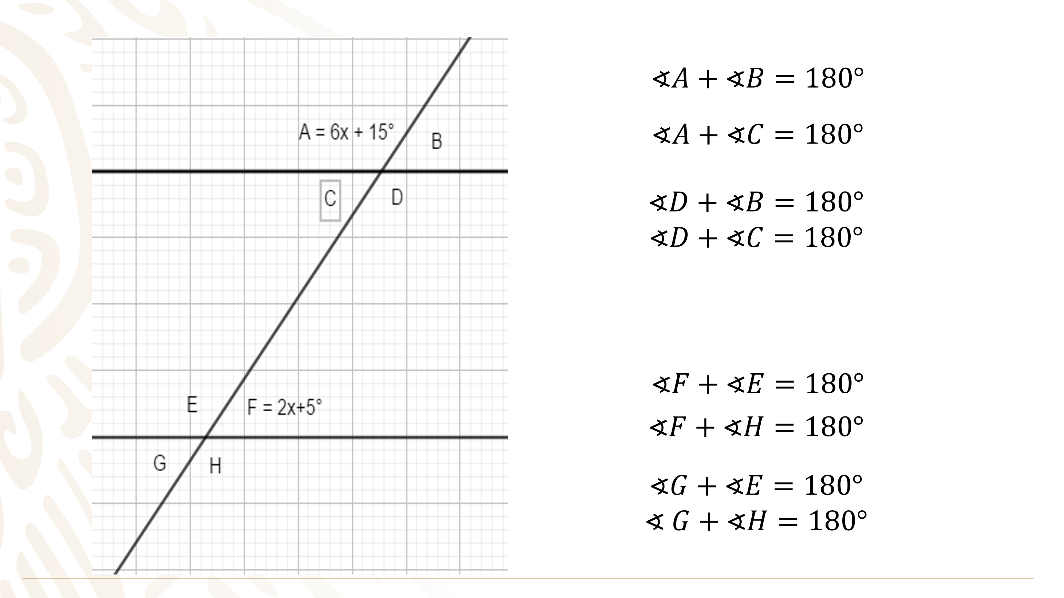 A = 6x + 15°
B
C
D
E
F = 2x+5°
G
H
∢A + ∢B = 180°
∢A + ∢C = 180°
∢D + ∢B = 180°
∢D + ∢C = 180°
∢F + ∢E = 180°
∢F + ∢H = 180°
∢G + ∢E = 180°
∢ G + ∢H = 180°